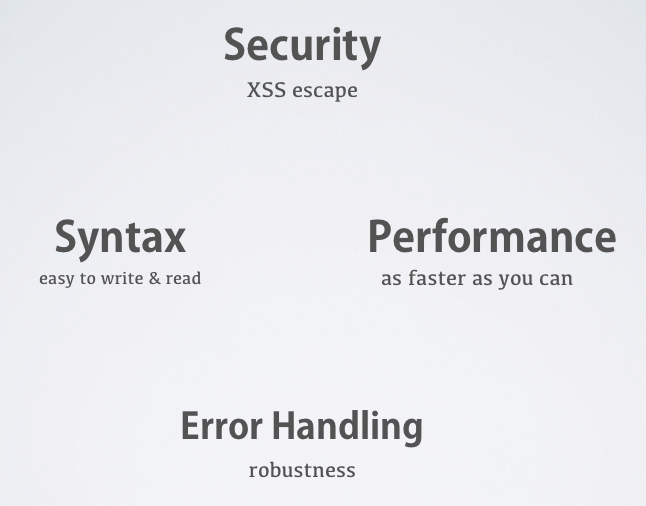 Security
XSS escape
Syntax
easy to write & read
Performance
as faster as you can
Error Handling
robustness